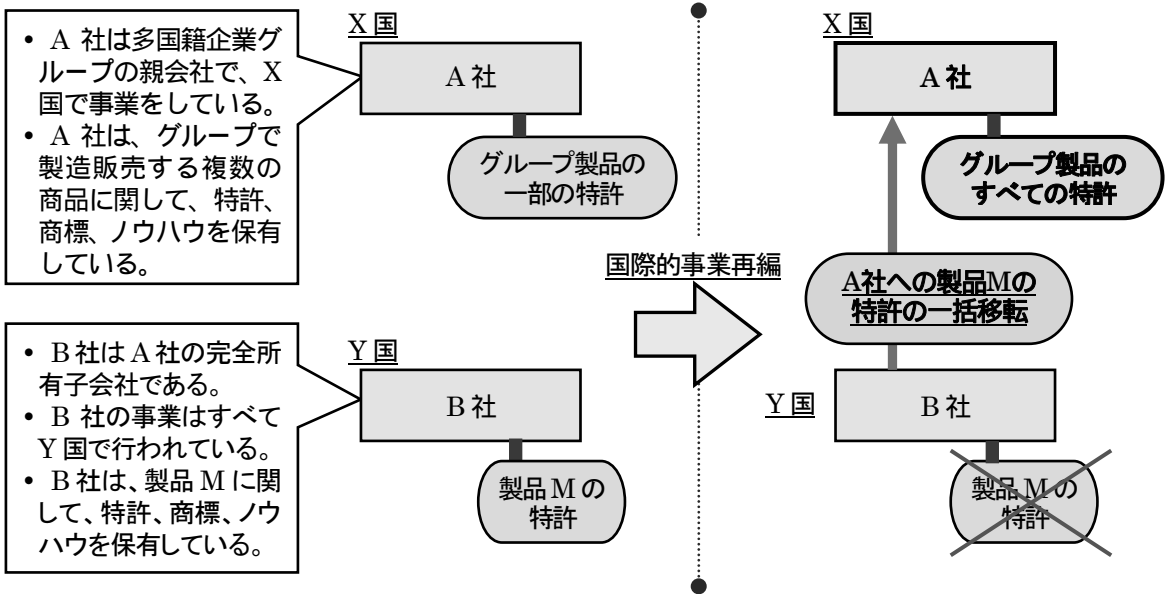 • A 社は多国籍企業グ
ループの親会社で、X
国で事業をしている。
• A 社は、グループで
製造販売する複数の
商品に関して、特許、
商標、ノウハウを保有
している。
X 国
A 社
グループ製品の
一部の特許
• B 社は A 社の完全所
有子会社である。
• B 社の事業はすべて
Y 国で行われている。
• B 社は、製品 M に関
して、特許、商標、ノウ
ハウを保有している。
Y 国
B 社
製品 M の
特許
国際的事業再編
X 国
A 社
グループ製品の
すべての特許
A社への製品Mの
特許の一括移転
Y 国
B 社
製品 M の
特許